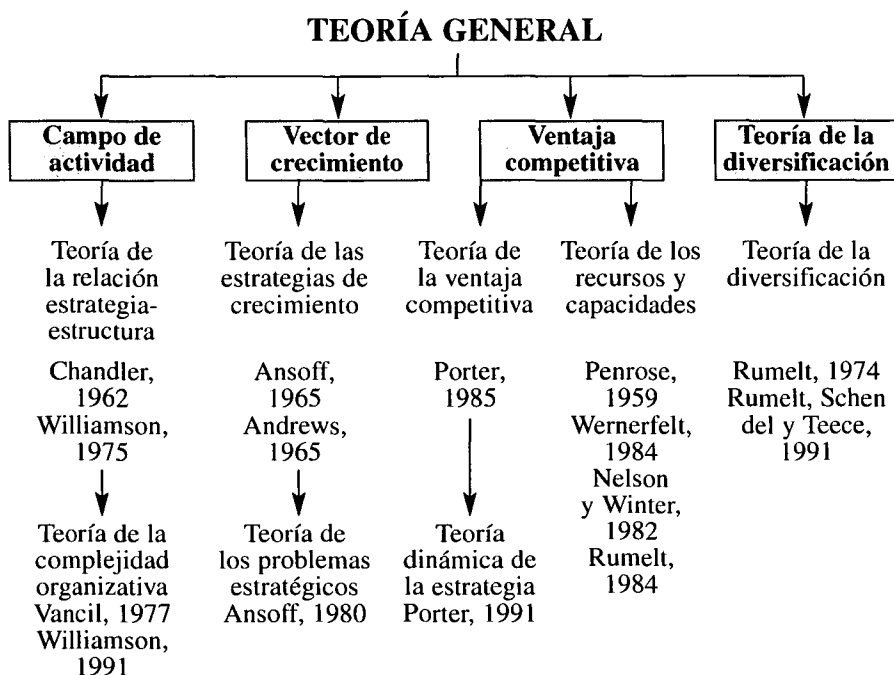 TEORÍA GENERAL
Campo de
actividad
Vector de
crecimiento
Ventaja
competitiva
Teoría de la
diversificación
Teoría de
la relación
estrategia-
estructura
Chandler,
1962
Williamson,
1975
Teoría de la
complejidad
organizativa
Vancil, 1977
Williamson,
1991
Teoría de las
estrategias de
crecimiento
Ansoff,
1965
Andrews,
1965
Teoría de
los problemas
estratégicos
Ansoff, 1980
Teoría de
la ventaja
competitiva
Porter,
1985
Teoría
dinámica de
la estrategia
Porter, 1991
Teoría de los
recursos y
capacidades
Penrose,
1959
Wernerfelt,
1984
Nelson
y Winter,
1982
Rumelt,
1984
Teoría de la
diversificación
Rumelt, 1974
Rumelt, Schen
del y Teece,
1991